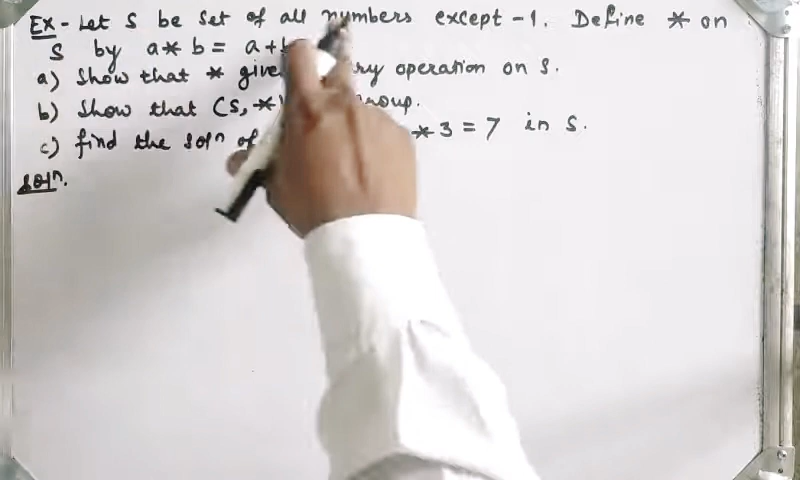 Ex - Let S be set of all numbers except -1. Define * on
S by a * b = a +
a) Show that * operation on S.
b) Show that (S, *)
c) find the solⁿ of * 3 = 7 in S.
Solⁿ.